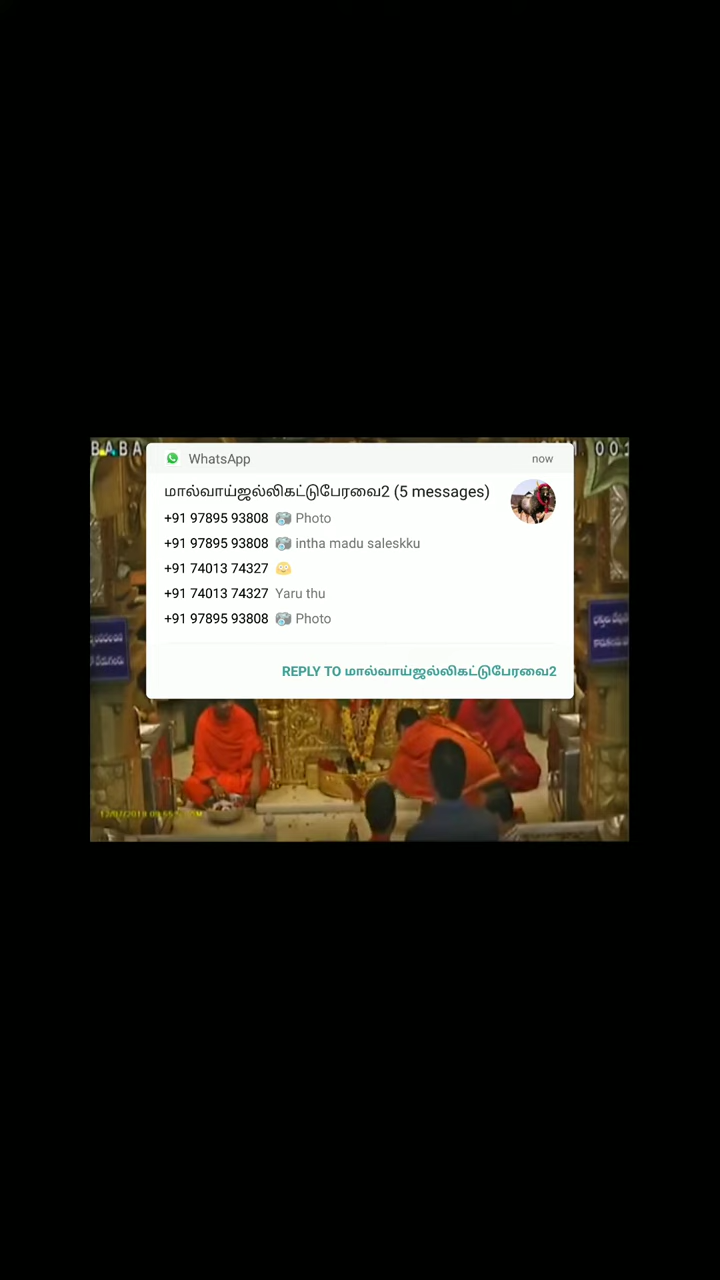 BABA
WhatsApp
now
மால்வாய்ஜல்லிகட்டுபேரவை2 (5 messages)
+91 97895 93808 📷 Photo
+91 97895 93808 📷 intha madu saleskku
+91 74013 74327 😳
+91 74013 74327 Yaru thu
+91 97895 93808 📷 Photo
REPLY TO மால்வாய்ஜல்லிகட்டுபேரவை2